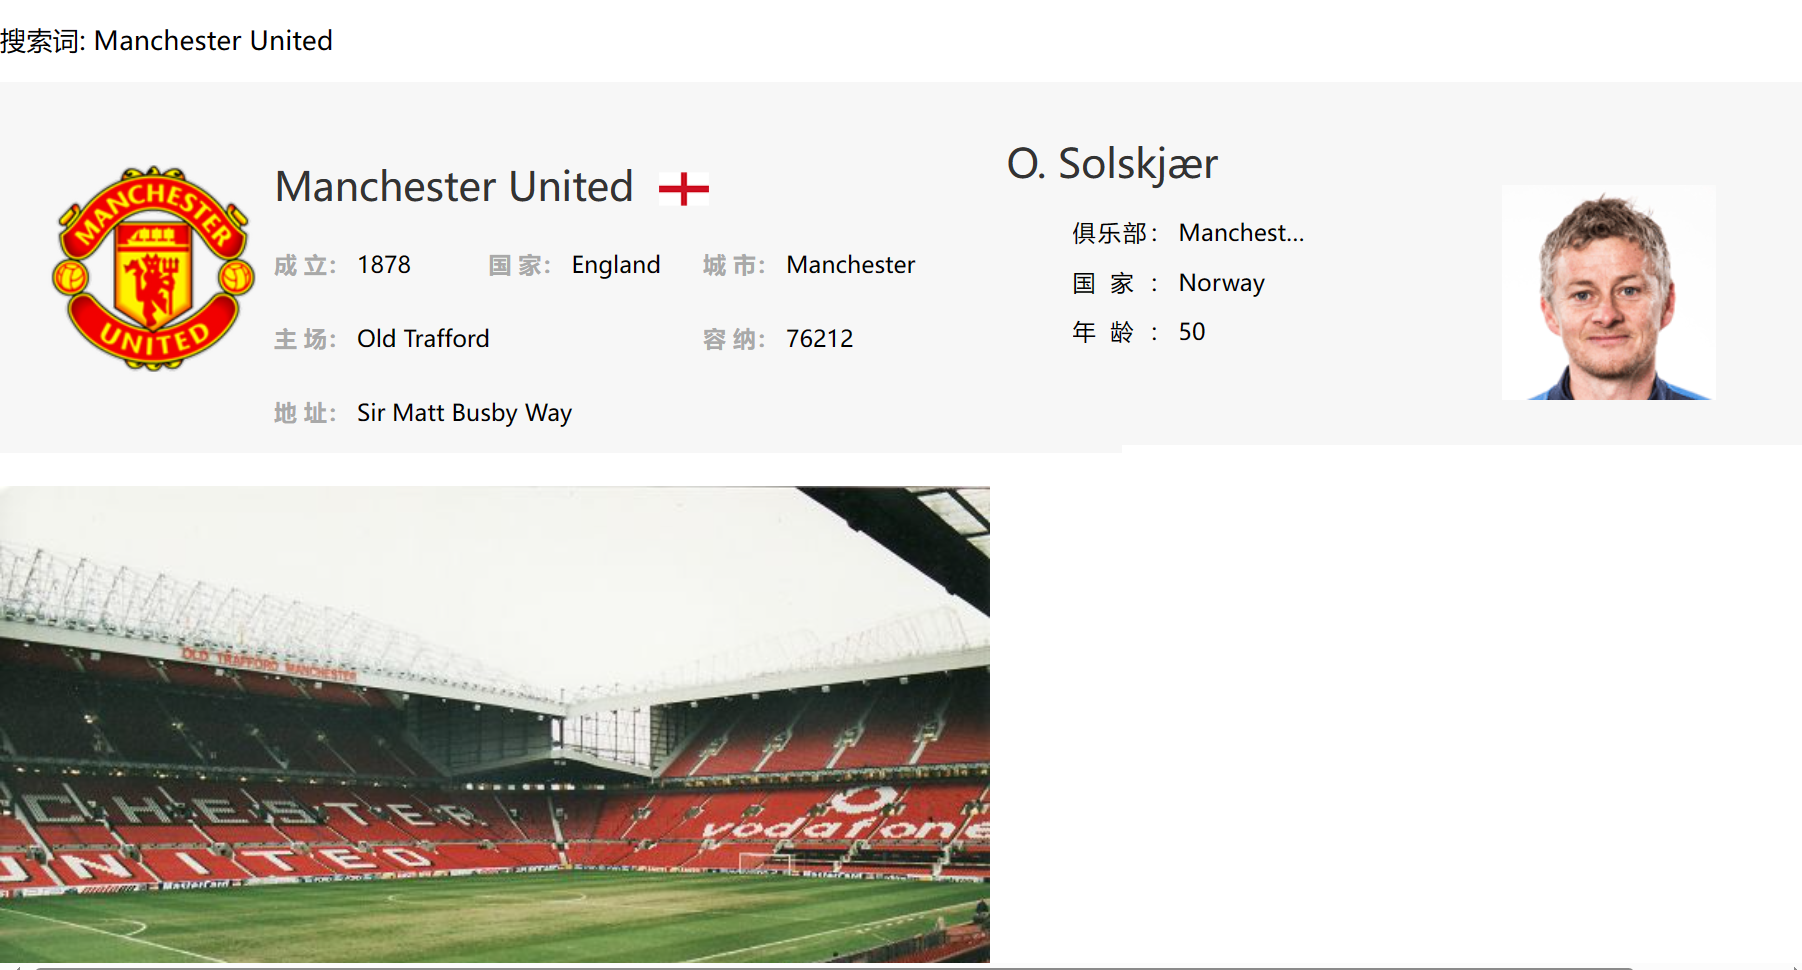 搜索词: Manchester United
MANCHESTER
UNITED
Manchester United
成 立： 1878 国 家： England 城 市： Manchester
主 场： Old Trafford 容 纳： 76212
地 址： Sir Matt Busby Way
O. Solskjær
俱乐部： Manchest...
国 家 ： Norway
年 龄 ： 50
OLD TRAFFORD MANCHESTER
CHESTER
UNITED
vodafone